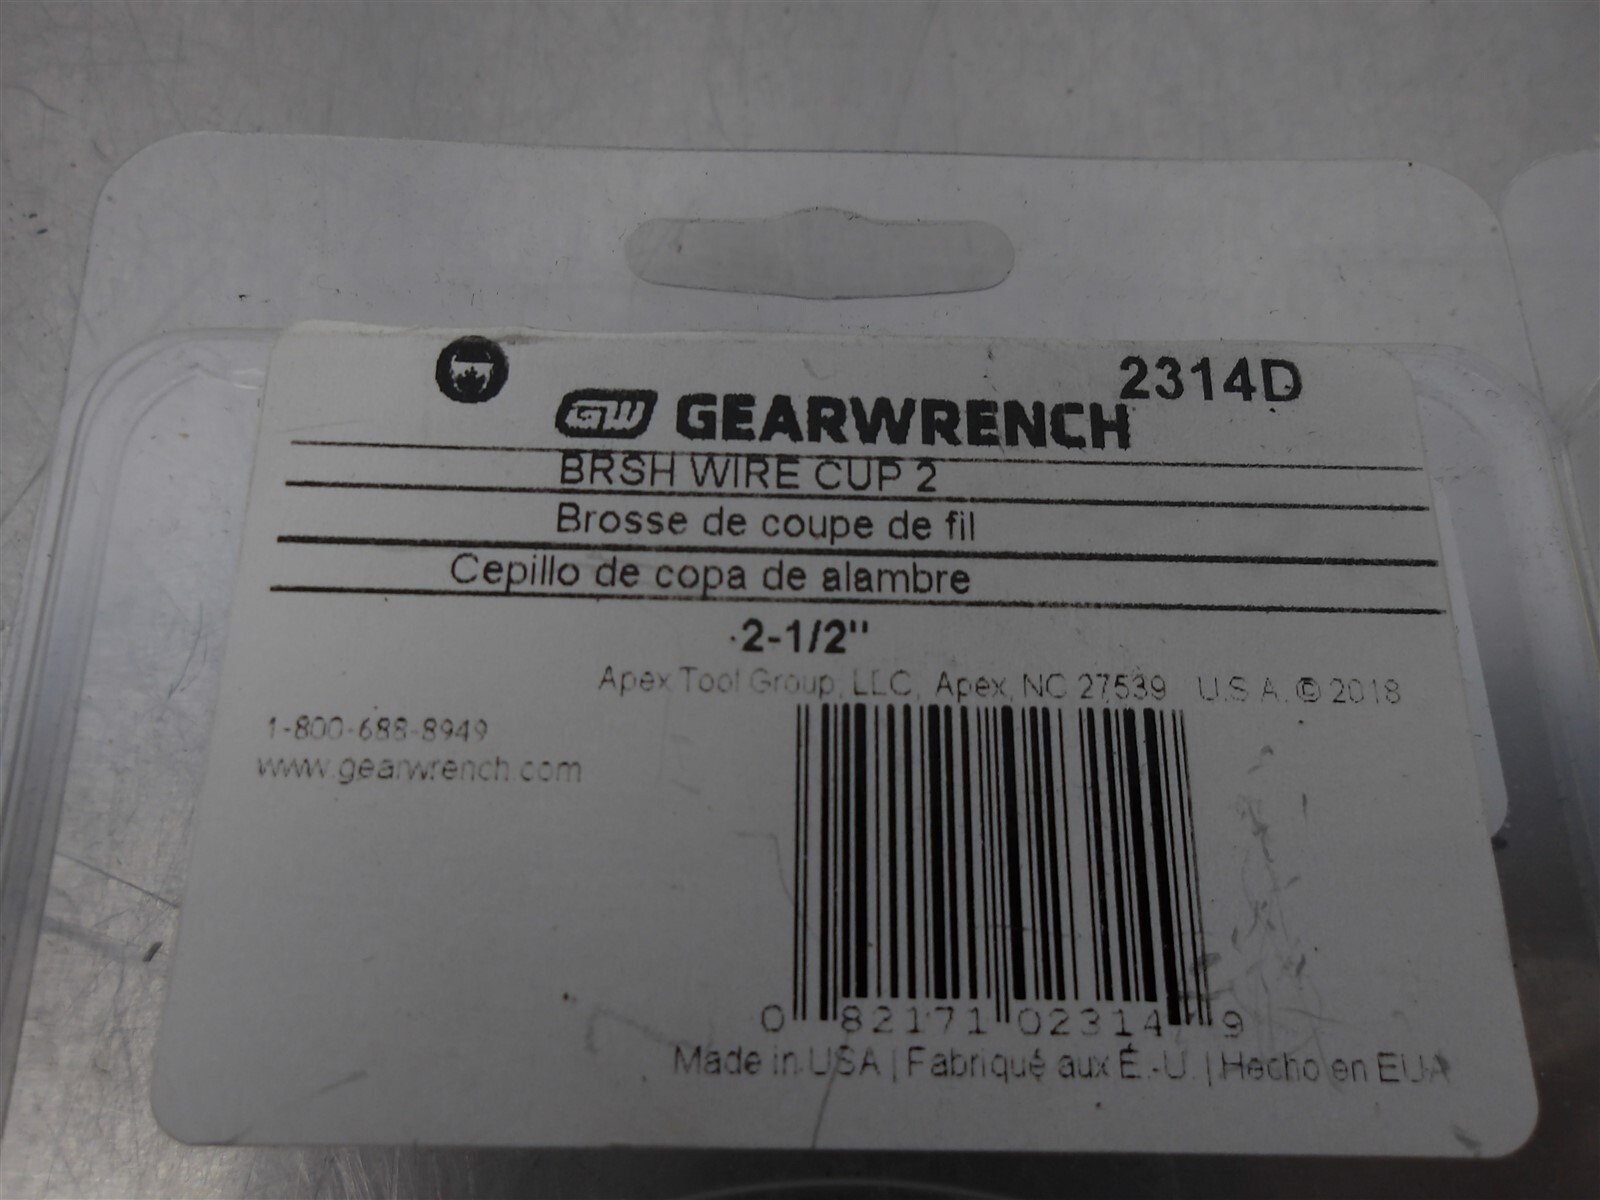 2314D
GW GEARWRENCH
BRSH WIRE CUP 2
Brosse de coupe de fil
Cepillo de copa de alambre
2-1/2"
Apex Tool Group, LLC, Apex, NC 27539 U.S.A. © 2018
1-800-688-8949
www.gearwrench.com
0 82171 02314 9
Made in USA | Fabriqué aux É.-U. | Hecho en EUA